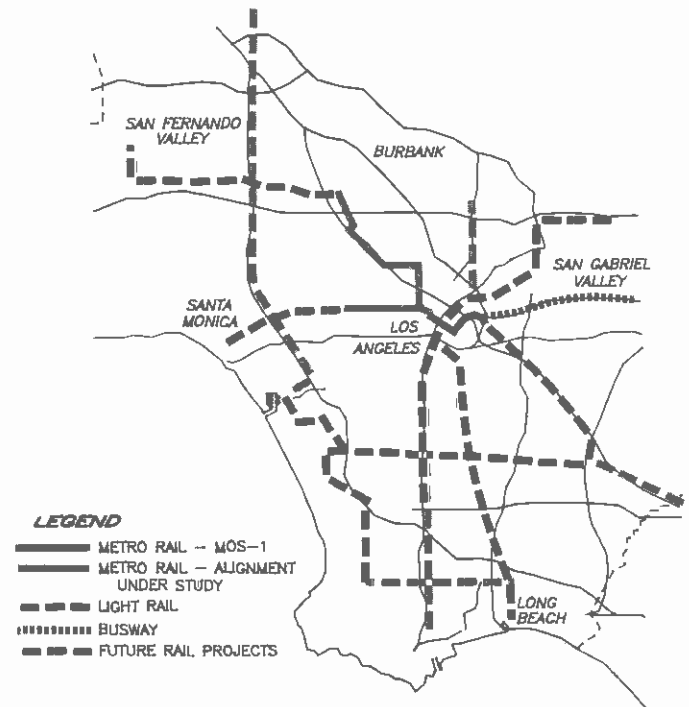 SAN FERNANDO
VALLEY
BURBANK
SAN GABRIEL
VALLEY
SANTA
MONICA
LOS
ANGELES
LEGEND
METRO RAIL - MOS-1
METRO RAIL - ALIGNMENT
UNDER STUDY
LIGHT RAIL
BUSWAY
FUTURE RAIL PROJECTS
LONG
BEACH